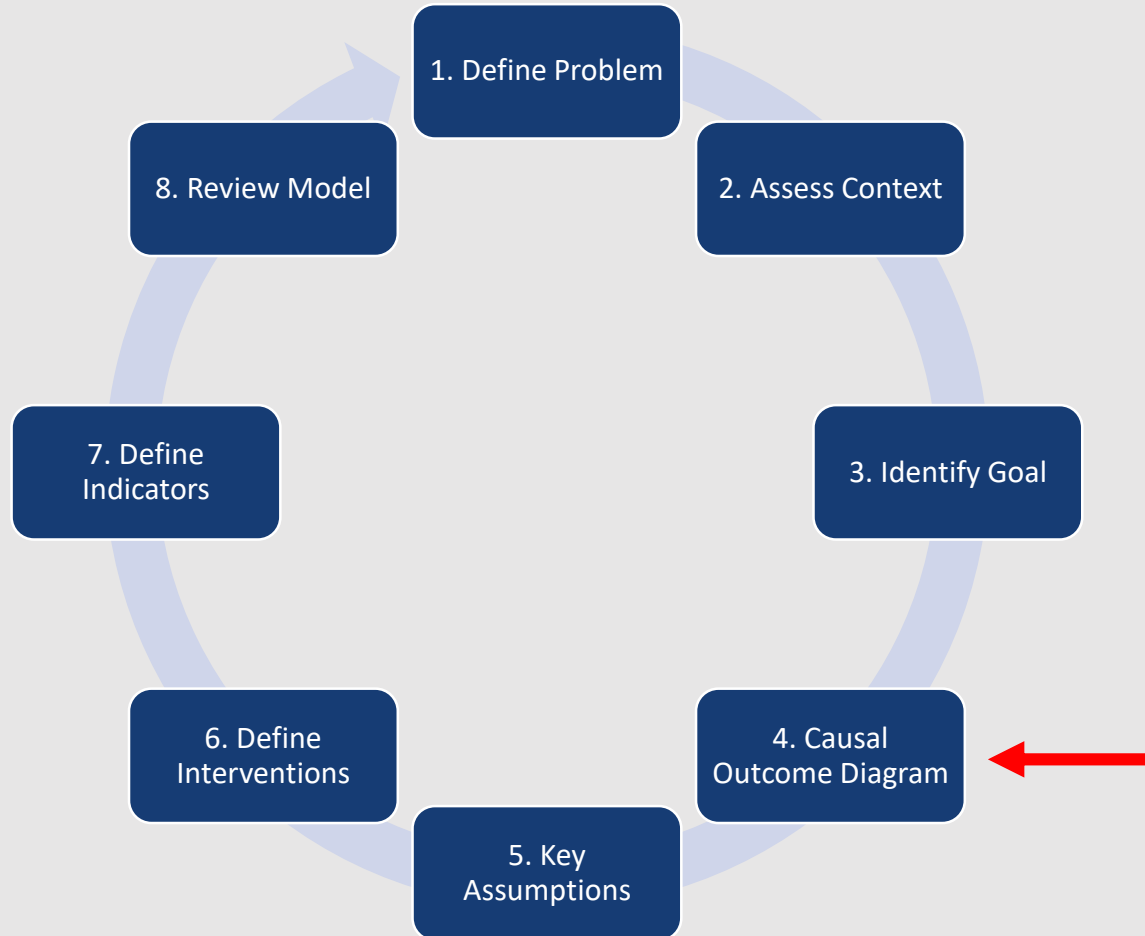 1. Define Problem
2. Assess Context
3. Identify Goal
4. Causal
Outcome Diagram
5. Key
Assumptions
6. Define
Interventions
7. Define
Indicators
8. Review Model